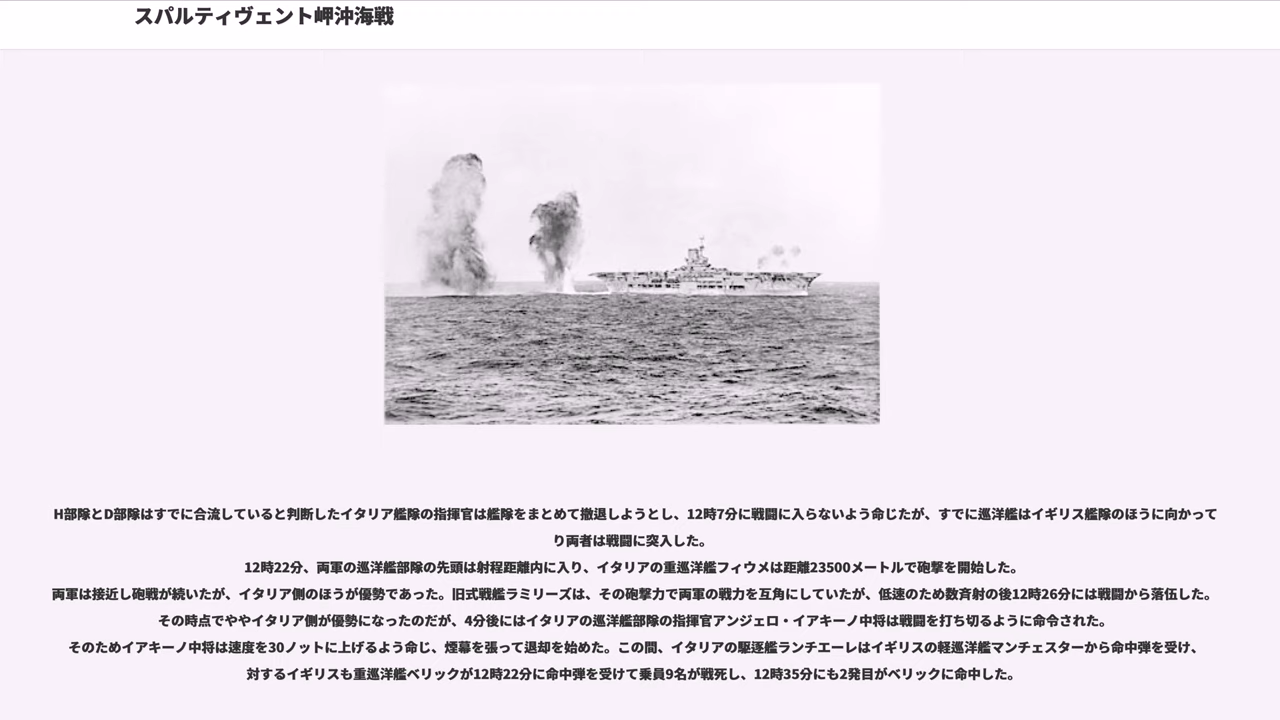 スパルティヴェント岬沖海戦
H部隊とD部隊はすでに合流していると判断したイタリア艦隊の指揮官は艦隊をまとめて撤退しようとし、12時7分に戦闘に入らないよう命じたが、すでに巡洋艦はイギリス艦隊のほうに向かって
り両者は戦闘に突入した。
12時22分、両軍の巡洋艦部隊の先頭は射程距離内に入り、イタリアの重巡洋艦フィウメは距離23500メートルで砲撃を開始した。
両軍は接近し砲戦が続いたが、イタリア側のほうが優勢であった。旧式戦艦ラミリーズは、その砲撃力で両軍の戦力を互角にしていたが、低速のため数斉射の後12時26分には戦闘から落伍した。
その時点でややイタリア側が優勢になったのだが、4分後にはイタリアの巡洋艦部隊の指揮官アンジェロ・イアキーノ中将は戦闘を打ち切るように命令された。
そのためイアキーノ中将は速度を30ノットに上げるよう命じ、煙幕を張って退却を始めた。この間、イタリアの駆逐艦ランチエーレはイギリスの軽巡洋艦マンチェスターから命中弾を受け、
対するイギリスも重巡洋艦ベリックが12時22分に命中弾を受けて乗員9名が戦死し、12時35分にも2発目がベリックに命中した。